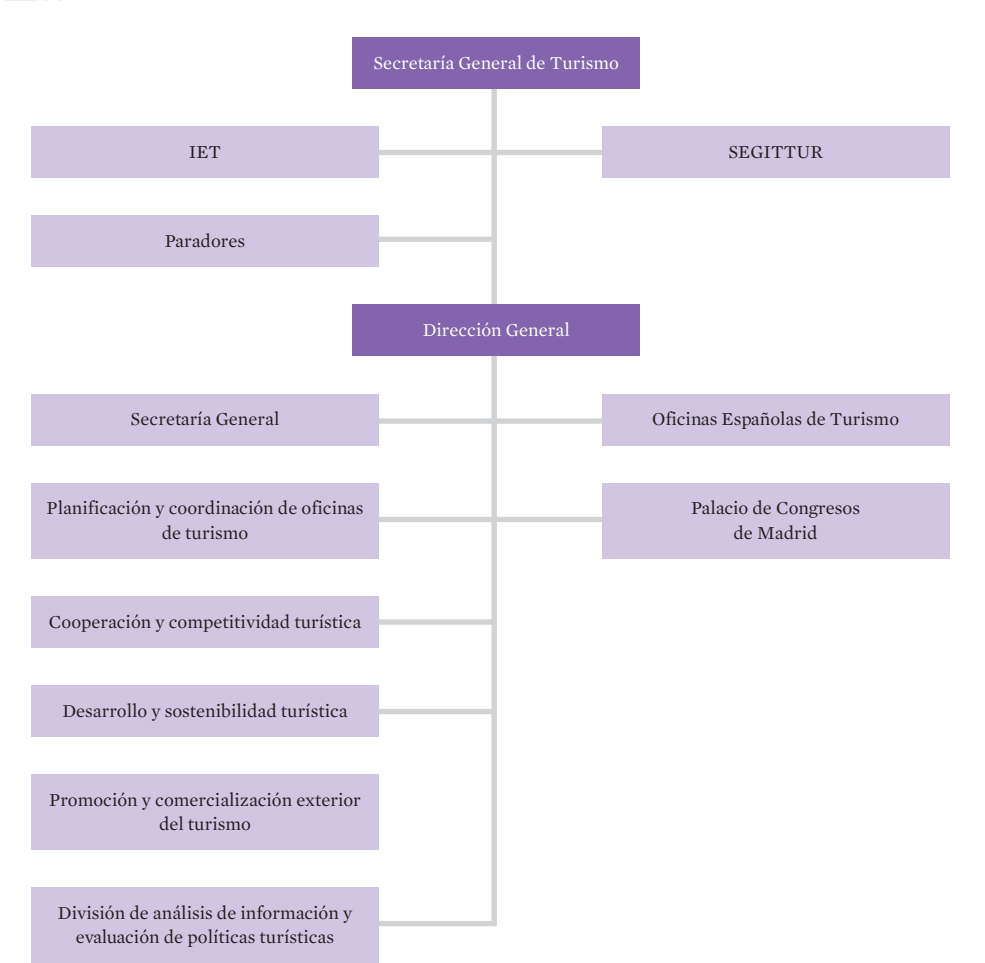 Secretaría General de Turismo
IET
SEGITTUR
Paradores
Dirección General
Secretaría General
Oficinas Españolas de Turismo
Planificación y coordinación de oficinas
de turismo
Palacio de Congresos
de Madrid
Cooperación y competitividad turística
Desarrollo y sostenibilidad turística
Promoción y comercialización exterior
del turismo
División de análisis de información y
evaluación de políticas turísticas